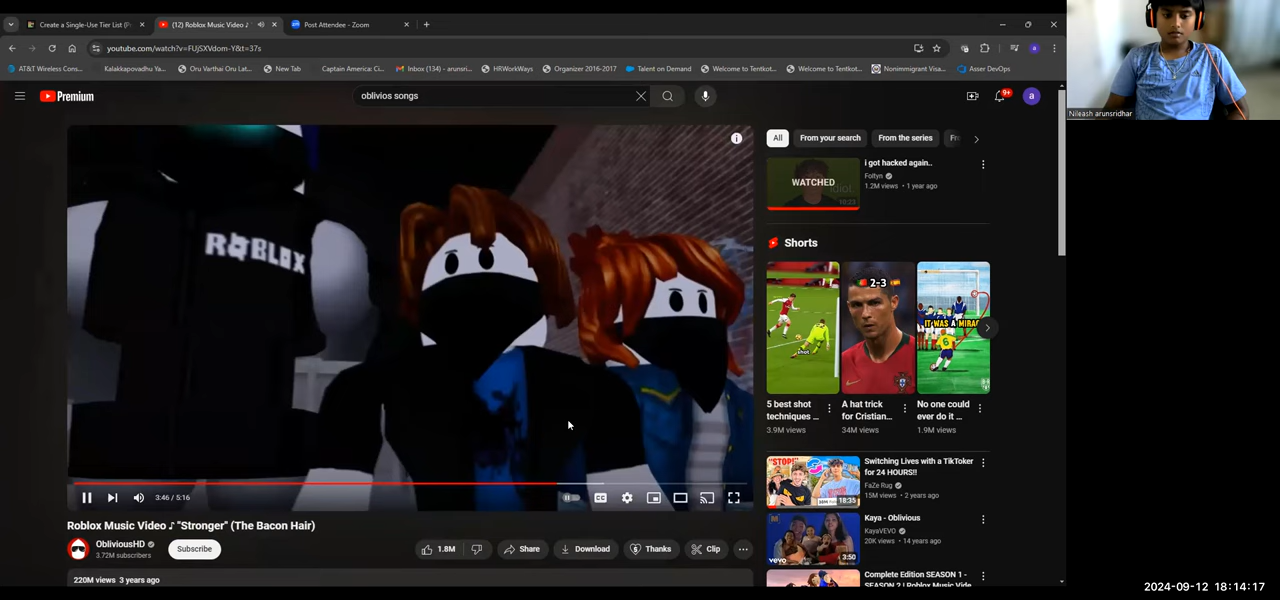 Create a Single-Use Tier List (P
(12) Roblox Music Video ♪
Post Attendee - Zoom
youtube.com/watch?v=FUjSXVdom-Y&t=37s
AT&T Wireless Cons...
Kalakkapovadhu Ya...
Oru Varthai Oru Lat...
New Tab
Captain America: Ci...
Inbox (134) - arunsri...
HRWorkWays
Organizer 2016-2017
Talent on Demand
Welcome to Tentkot...
Welcome to Tentkot...
Nonimmigrant Visa...
Asser DevOps
Nileash arunsridhar
Premium
oblivios songs
9+
a
ROBLOX
All
From your search
From the series
i got hacked again..
Foltyn
1.2M views • 1 year ago
WATCHED
idiot.
10:23
Shorts
shot
2-3
IT WAS A MIRA
5 best shot
techniques ...
3.9M views
A hat trick
for Cristian...
34M views
No one could
ever do it ...
1.9M views
"STOP!"
18:35
Switching Lives with a TikToker
for 24 HOURS!!
FaZe Rug
15M views • 2 years ago
vevo
3:50
Kaya - Oblivious
KayaVEVO
20K views • 14 years ago
Complete Edition SEASON 1 -
SEASON 2 | Roblox Music Vide
3:46 / 5:16
CC
Roblox Music Video ♪ "Stronger" (The Bacon Hair)
ObliviousHD
3.72M subscribers
Subscribe
1.8M
Share
Download
Thanks
Clip
220M views 3 years ago
2024-09-12 18:14:17